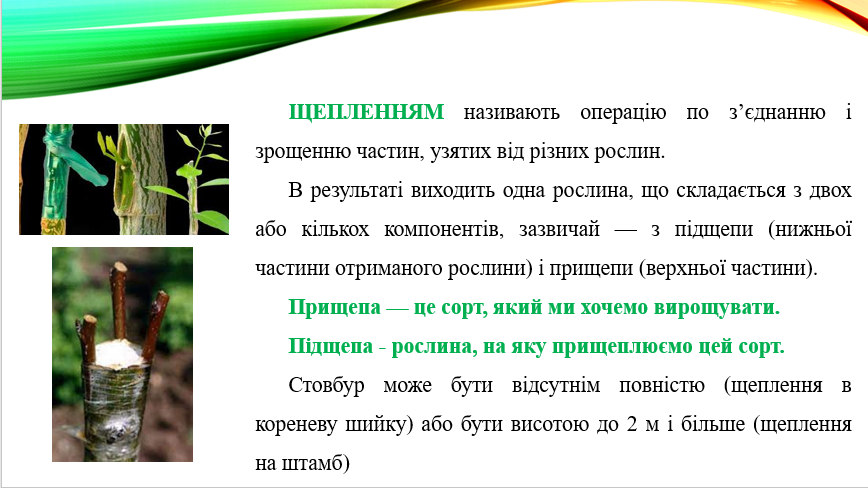 ЩЕПЛЕННЯМ називають операцію по з’єднанню і
зрощенню частин, узятих від різних рослин.
В результаті виходить одна рослина, що складається з двох
або кількох компонентів, зазвичай — з підщепи (нижньої
частини отриманого рослини) і прищепи (верхньої частини).
Прищепа — це сорт, який ми хочемо вирощувати.
Підщепа - рослина, на яку прищеплюємо цей сорт.
Стовбур може бути відсутнім повністю (щеплення в
кореневу шийку) або бути висотою до 2 м і більше (щеплення
на штамб)